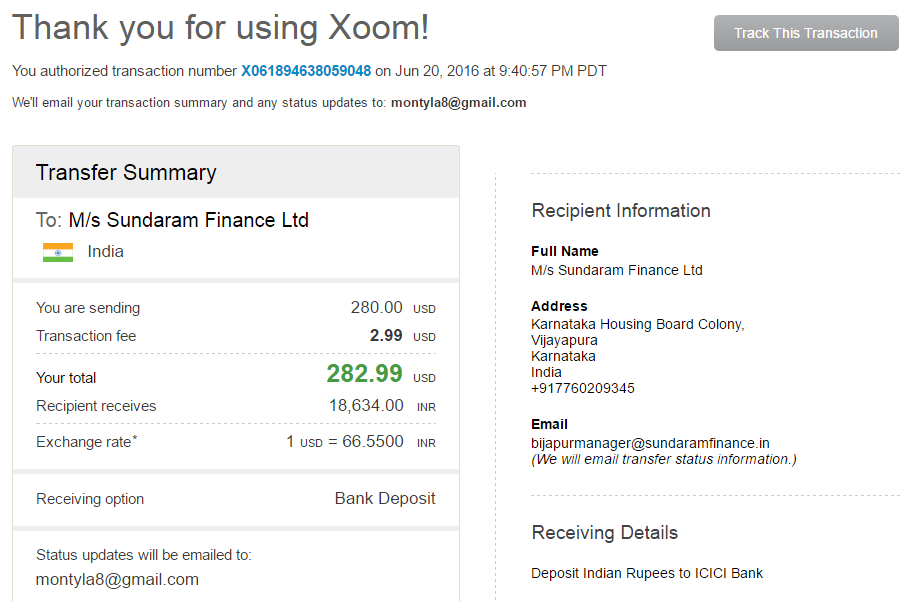 Thank you for using Xoom!
Track This Transaction
You authorized transaction number X061894638059048 on Jun 20, 2016 at 9:40:57 PM PDT
We'll email your transaction summary and any status updates to: montyla8@gmail.com
Transfer Summary
To: M/s Sundaram Finance Ltd
India
You are sending 280.00 USD
Transaction fee 2.99 USD
Your total 282.99 USD
Recipient receives 18,634.00 INR
Exchange rate* 1 USD = 66.5500 INR
Receiving option Bank Deposit
Status updates will be emailed to:
montyla8@gmail.com
Recipient Information
Full Name
M/s Sundaram Finance Ltd
Address
Karnataka Housing Board Colony,
Vijayapura
Karnataka
India
+917760209345
Email
bijapurmanager@sundaramfinance.in
(We will email transfer status information.)
Receiving Details
Deposit Indian Rupees to ICICI Bank